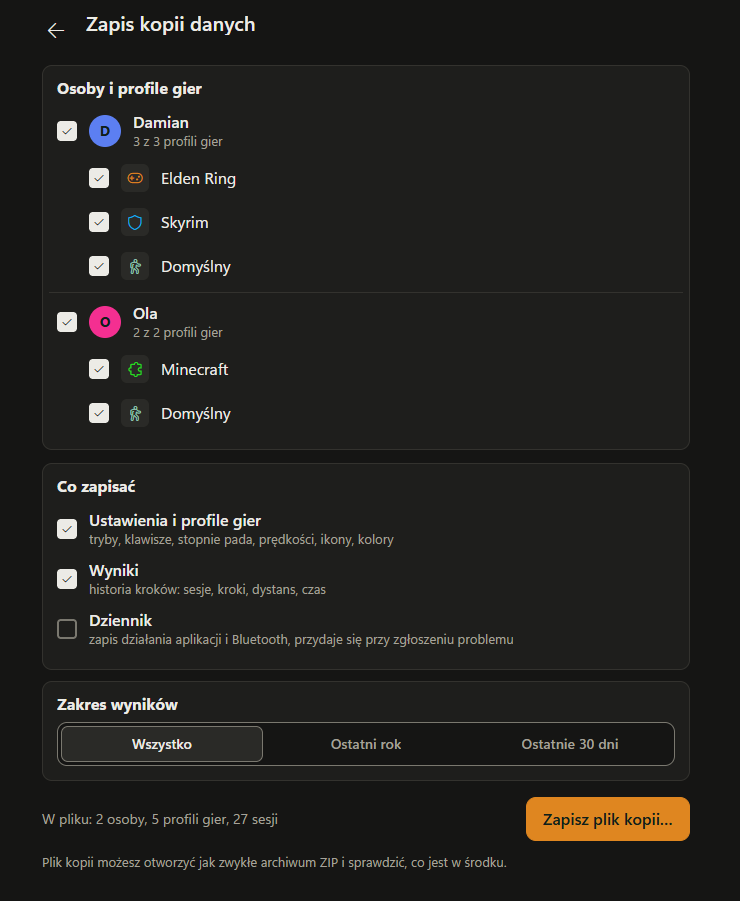 Zapis kopii danych
Osoby i profile gier
D
Damian
3 z 3 profili gier
Elden Ring
Skyrim
Domyślny
O
Ola
2 z 2 profili gier
Minecraft
Domyślny
Co zapisać
Ustawienia i profile gier
tryby, klawisze, stopnie pada, prędkości, ikony, kolory
Wyniki
historia kroków: sesje, kroki, dystans, czas
Dziennik
zapis działania aplikacji i Bluetooth, przydaje się przy zgłoszeniu problemu
Zakres wyników
Wszystko
Ostatni rok
Ostatnie 30 dni
W pliku: 2 osoby, 5 profili gier, 27 sesji
Zapisz plik kopii...
Plik kopii możesz otworzyć jak zwykłe archiwum ZIP i sprawdzić, co jest w środku.